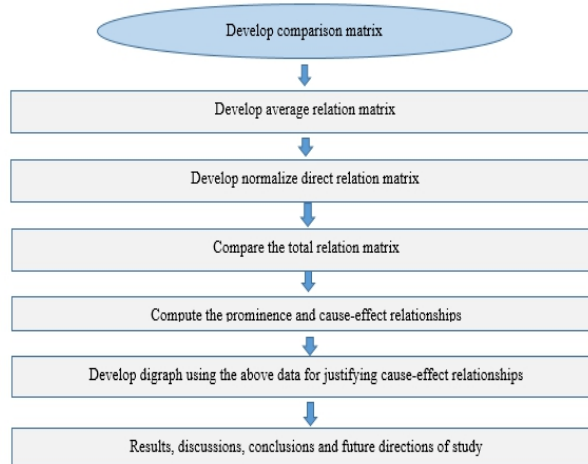 Develop comparison matrix
Develop average relation matrix
Develop normalize direct relation matrix
Compare the total relation matrix
Compute the prominence and cause-effect relationships
Develop digraph using the above data for justifying cause-effect relationships
Results, discussions, conclusions and future directions of study